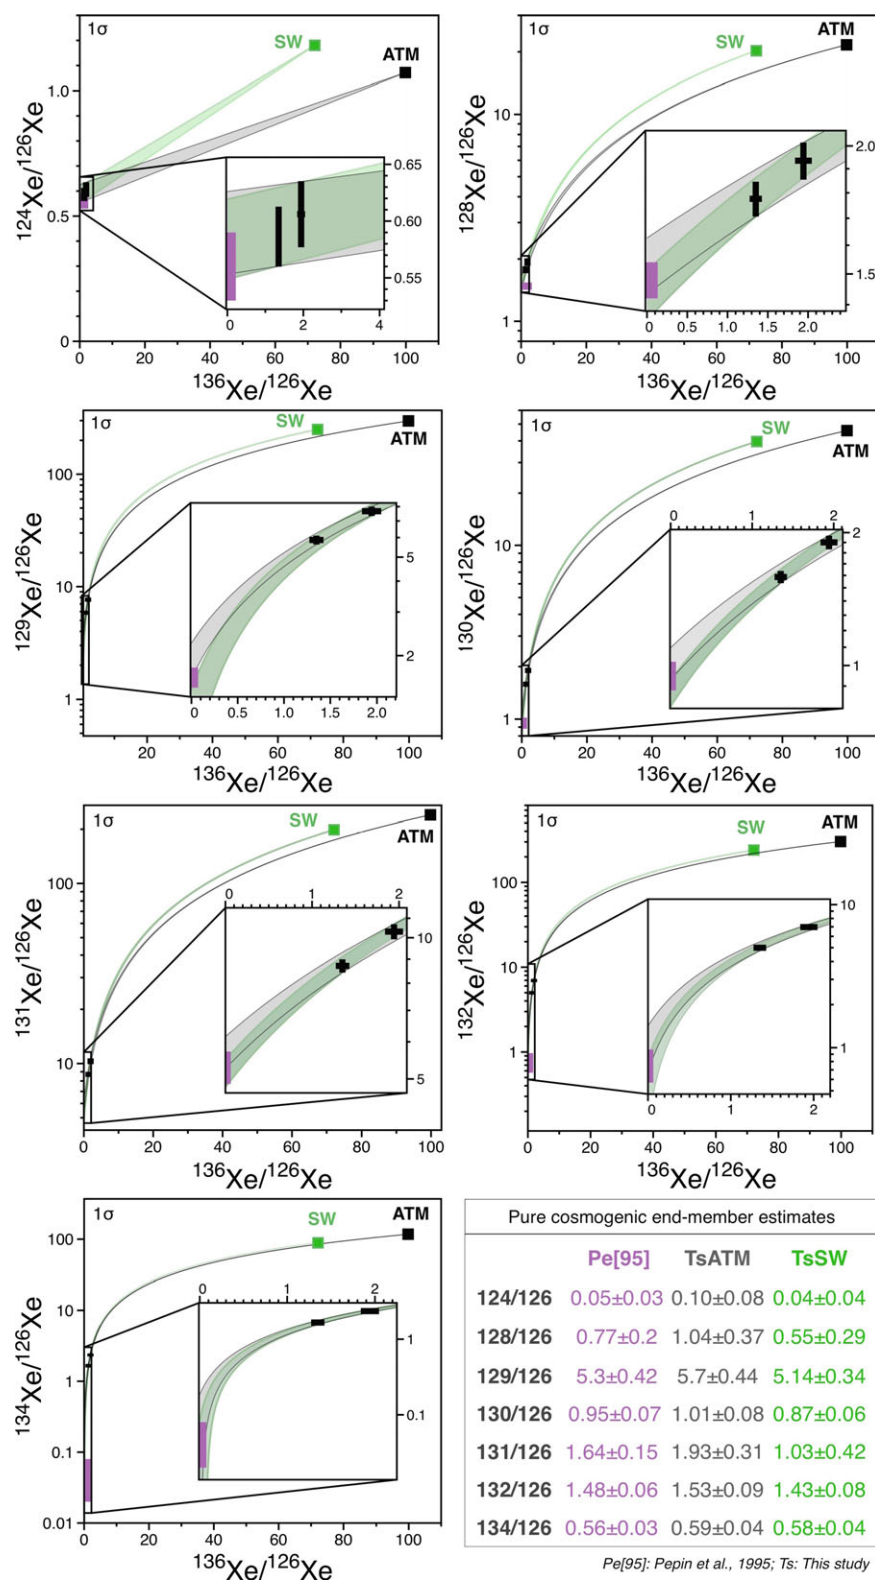 1σ
SW
ATM
1.0
0.5
0
0.65
0.60
0.55
0 2 4
0 20 40 60 80 100
124Xe/126Xe
136Xe/126Xe
1σ
SW
ATM
10
1
2.0
1.5
0 0.5 1.0 1.5 2.0
0 20 40 60 80 100
128Xe/126Xe
136Xe/126Xe
1σ
SW
ATM
100
10
1
5
2
0 0.5 1.0 1.5 2.0
20 40 60 80 100
129Xe/126Xe
136Xe/126Xe
1σ
SW
ATM
10
1
0 1 2
2
1
0 20 40 60 80 100
130Xe/126Xe
136Xe/126Xe
1σ
SW
ATM
100
10
0 1 2
10
5
0 20 40 60 80 100
131Xe/126Xe
136Xe/126Xe
1σ
SW
ATM
100
10
1
10
1
0 1 2
0 20 40 60 80 100
132Xe/126Xe
136Xe/126Xe
1σ
SW
ATM
100
10
1
0.1
0.01
0 1 2
1
0.1
0 20 40 60 80 100
134Xe/126Xe
136Xe/126Xe
Pure cosmogenic end-member estimates
Pe[95] TsATM TsSW
124/126 0.05±0.03 0.10±0.08 0.04±0.04
128/126 0.77±0.2 1.04±0.37 0.55±0.29
129/126 5.3±0.42 5.7±0.44 5.14±0.34
130/126 0.95±0.07 1.01±0.08 0.87±0.06
131/126 1.64±0.15 1.93±0.31 1.03±0.42
132/126 1.48±0.06 1.53±0.09 1.43±0.08
134/126 0.56±0.03 0.59±0.04 0.58±0.04
Pe[95]: Pepin et al., 1995; Ts: This study